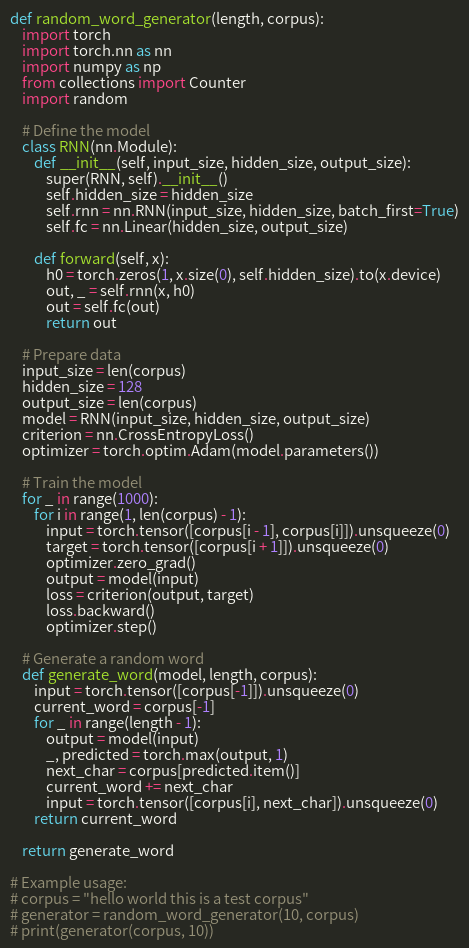 def random_word_generator(length, corpus):
    import torch
    import torch.nn as nn
    import numpy as np
    from collections import Counter
    import random

    # Define the model
    class RNN(nn.Module):
        def __init__(self, input_size, hidden_size, output_size):
            super(RNN, self).__init__()
            self.hidden_size = hidden_size
            self.rnn = nn.RNN(input_size, hidden_size, batch_first=True)
            self.fc = nn.Linear(hidden_size, output_size)

        def forward(self, x):
            h0 = torch.zeros(1, x.size(0), self.hidden_size).to(x.device)
            out, _ = self.rnn(x, h0)
            out = self.fc(out)
            return out

    # Prepare data
    input_size = len(corpus)
    hidden_size = 128
    output_size = len(corpus)
    model = RNN(input_size, hidden_size, output_size)
    criterion = nn.CrossEntropyLoss()
    optimizer = torch.optim.Adam(model.parameters())

    # Train the model
    for _ in range(1000):
        for i in range(1, len(corpus) - 1):
            input = torch.tensor([corpus[i - 1], corpus[i]]).unsqueeze(0)
            target = torch.tensor([corpus[i + 1]]).unsqueeze(0)
            optimizer.zero_grad()
            output = model(input)
            loss = criterion(output, target)
            loss.backward()
            optimizer.step()

    # Generate a random word
    def generate_word(model, length, corpus):
        input = torch.tensor([corpus[-1]]).unsqueeze(0)
        current_word = corpus[-1]
        for _ in range(length - 1):
            output = model(input)
            _, predicted = torch.max(output, 1)
            next_char = corpus[predicted.item()]
            current_word += next_char
            input = torch.tensor([corpus[i], next_char]).unsqueeze(0)
        return current_word

    return generate_word

# Example usage:
# corpus = "hello world this is a test corpus"
# generator = random_word_generator(10, corpus)
# print(generator(corpus, 10))